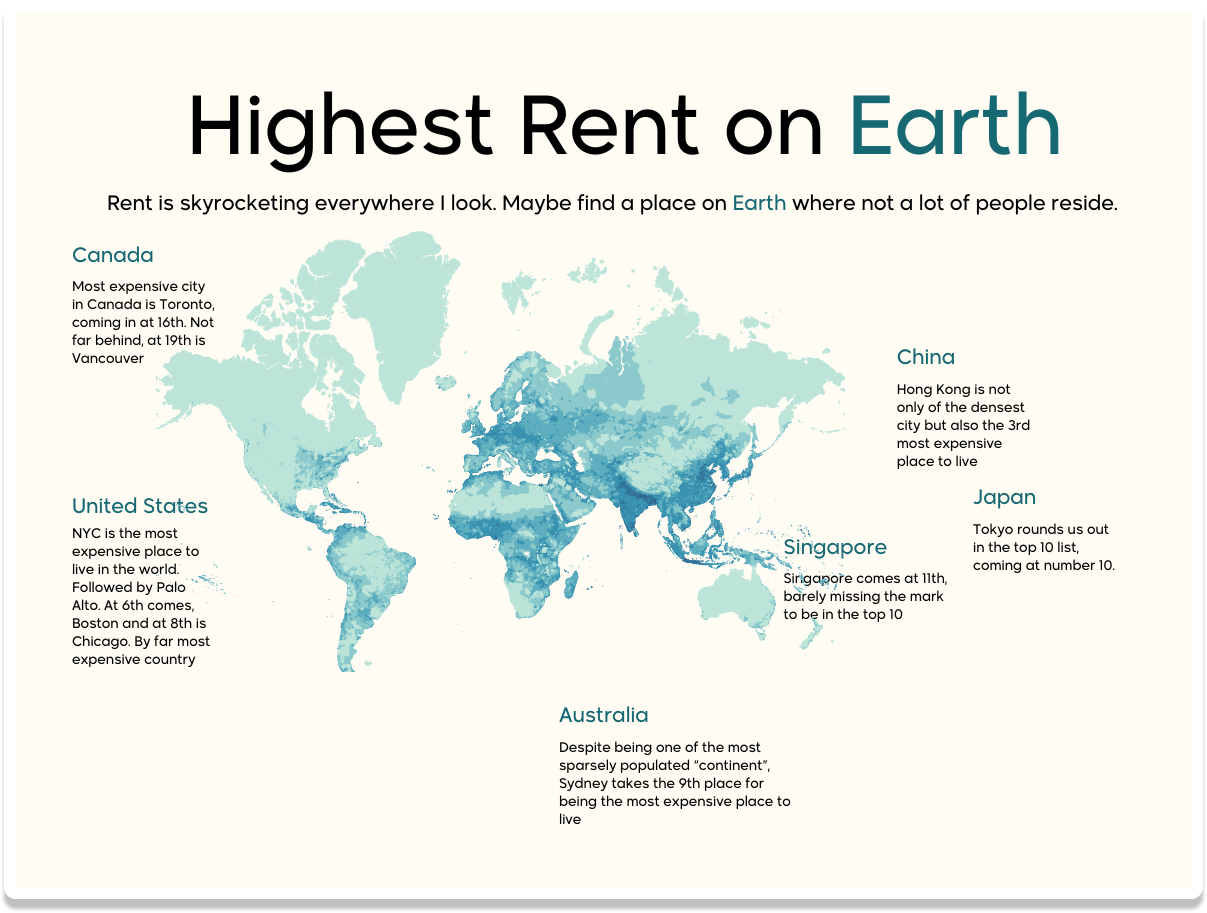 Highest Rent on Earth
Rent is skyrocketing everywhere I look. Maybe find a place on Earth where not a lot of people reside.
Canada
Most expensive city
in Canada is Toronto,
coming in at 16th. Not
far behind, at 19th is
Vancouver
China
Hong Kong is not
only of the densest
city but also the 3rd
most expensive
place to live
United States
NYC is the most
expensive place to
live in the world.
Followed by Palo
Alto. At 6th comes,
Boston and at 8th is
Chicago. By far most
expensive country
Japan
Tokyo rounds us out
in the top 10 list,
coming at number 10.
Singapore
Singapore comes at 11th,
barely missing the mark
to be in the top 10
Australia
Despite being one of the most
sparsely populated “continent”,
Sydney takes the 9th place for
being the most expensive place to
live